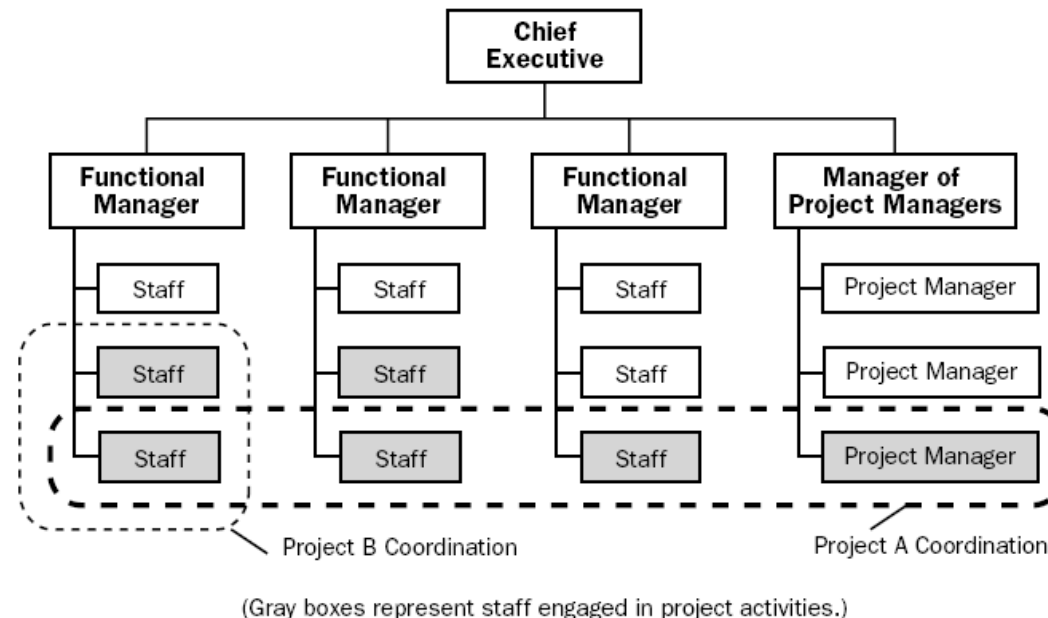 Chief
Executive
Functional
Manager
Functional
Manager
Functional
Manager
Manager of
Project Managers
Staff
Staff
Staff
Project Manager
Staff
Staff
Staff
Project Manager
Staff
Staff
Staff
Project Manager
Project B Coordination
Project A Coordination
(Gray boxes represent staff engaged in project activities.)